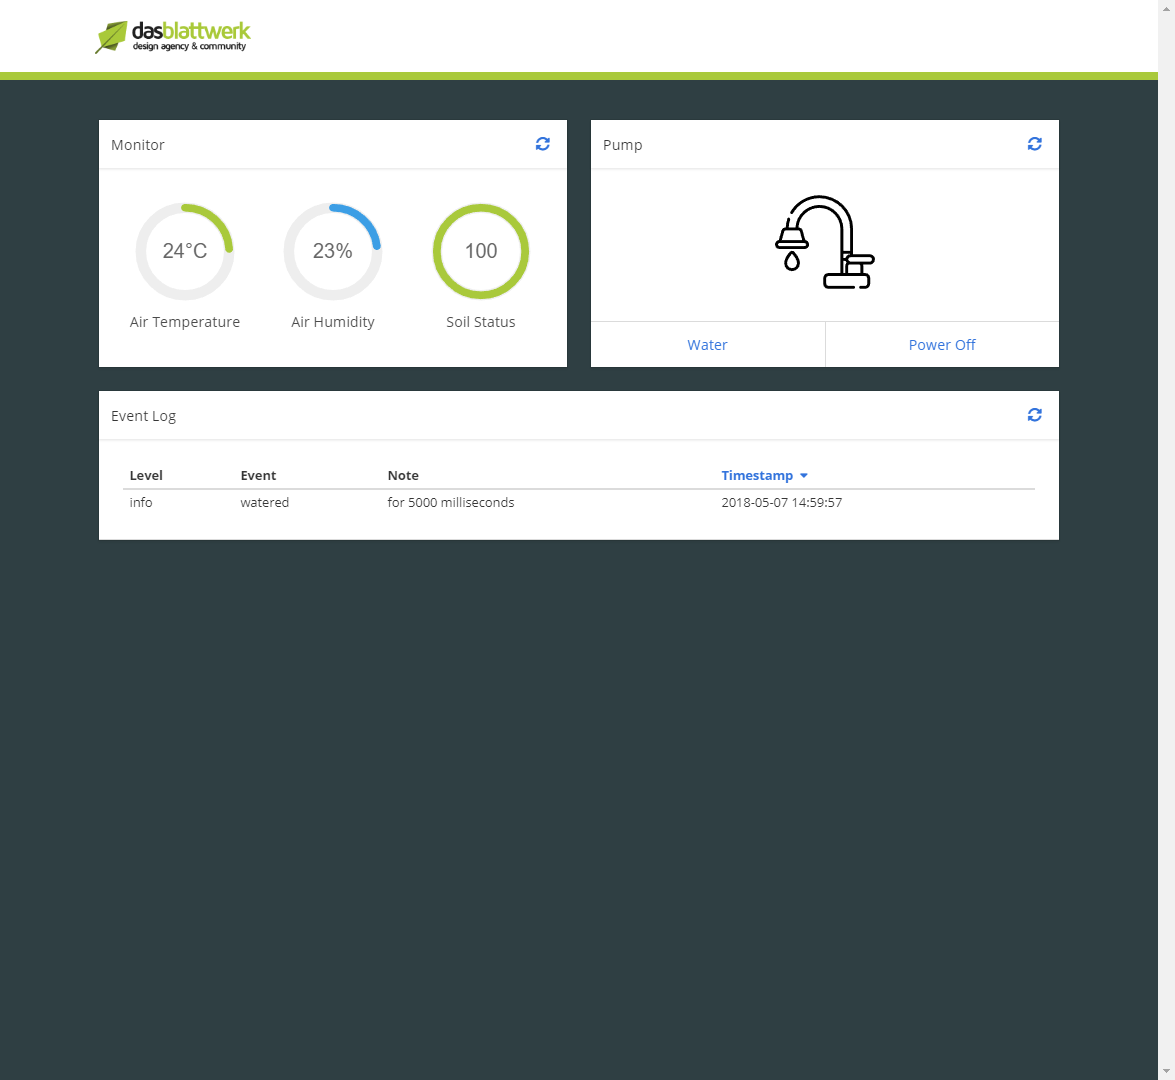 dasblattwerk
design agency & community
Monitor
Pump
24°C
23%
100
Air Temperature
Air Humidity
Soil Status
Water
Power Off
Event Log
Level Event Note Timestamp
info watered for 5000 milliseconds 2018-05-07 14:59:57